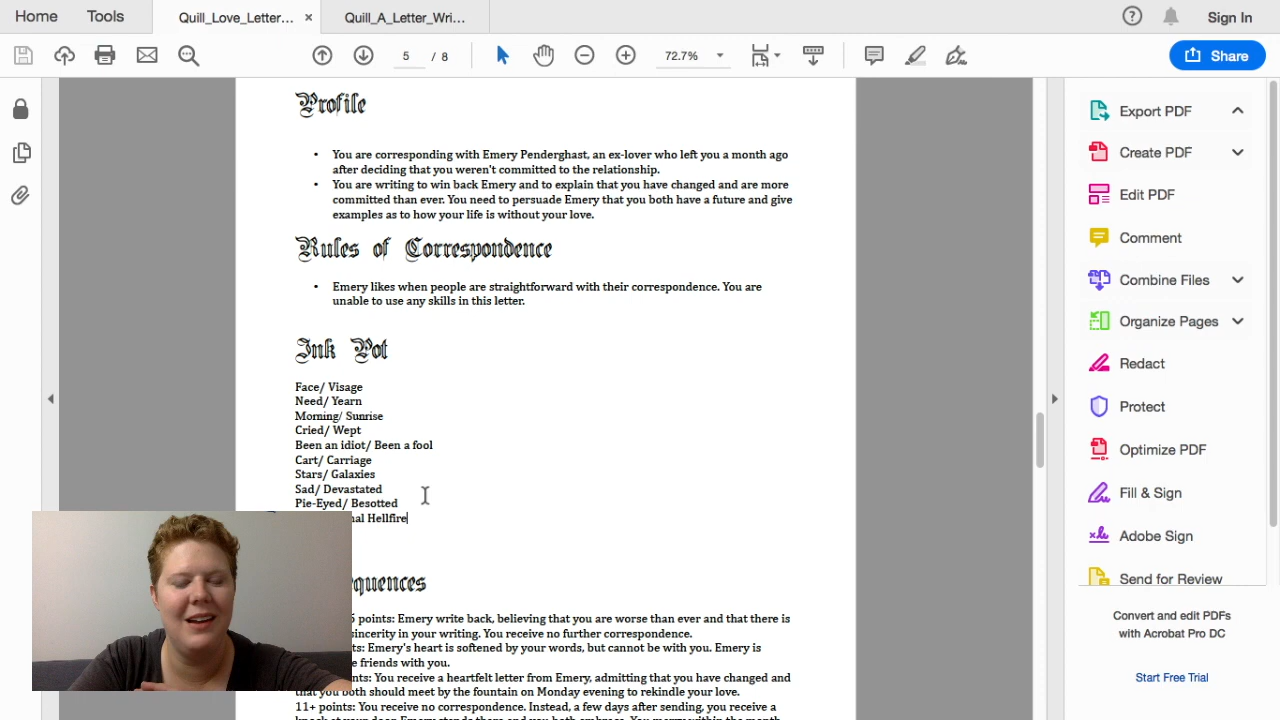 Home Tools Quill_Love_Letter... × Quill_A_Letter_Wri... Sign In
5 / 8 72.7% Share
Profile
• You are corresponding with Emery Penderghast, an ex-lover who left you a month ago
after deciding that you weren't committed to the relationship.
• You are writing to win back Emery and to explain that you have changed and are more
committed than ever. You need to persuade Emery that you both have a future and give
examples as to how your life is without your love.
Rules of Correspondence
• Emery likes when people are straightforward with their correspondence. You are
unable to use any skills in this letter.
Ink Pot
Face/ Visage
Need/ Yearn
Morning/ Sunrise
Cried/ Wept
Been an idiot/ Been a fool
Cart/ Carriage
Stars/ Galaxies
Sad/ Devastated
Pie-Eyed/ Besotted
Hellfire
points: Emery write back, believing that you are worse than ever and that there is
sincerity in your writing. You receive no further correspondence.
Emery's heart is softened by your words, but cannot be with you. Emery is
friends with you.
You receive a heartfelt letter from Emery, admitting that you have changed and
that you both should meet by the fountain on Monday evening to rekindle your love.
11+ points: You receive no correspondence. Instead, a few days after sending, you receive a
knock at your door. Emery stands there and you both embrace. You marry within the month
Export PDF
Create PDF
Edit PDF
Comment
Combine Files
Organize Pages
Redact
Protect
Optimize PDF
Fill & Sign
Adobe Sign
Send for Review
Convert and edit PDFs
with Acrobat Pro DC
Start Free Trial